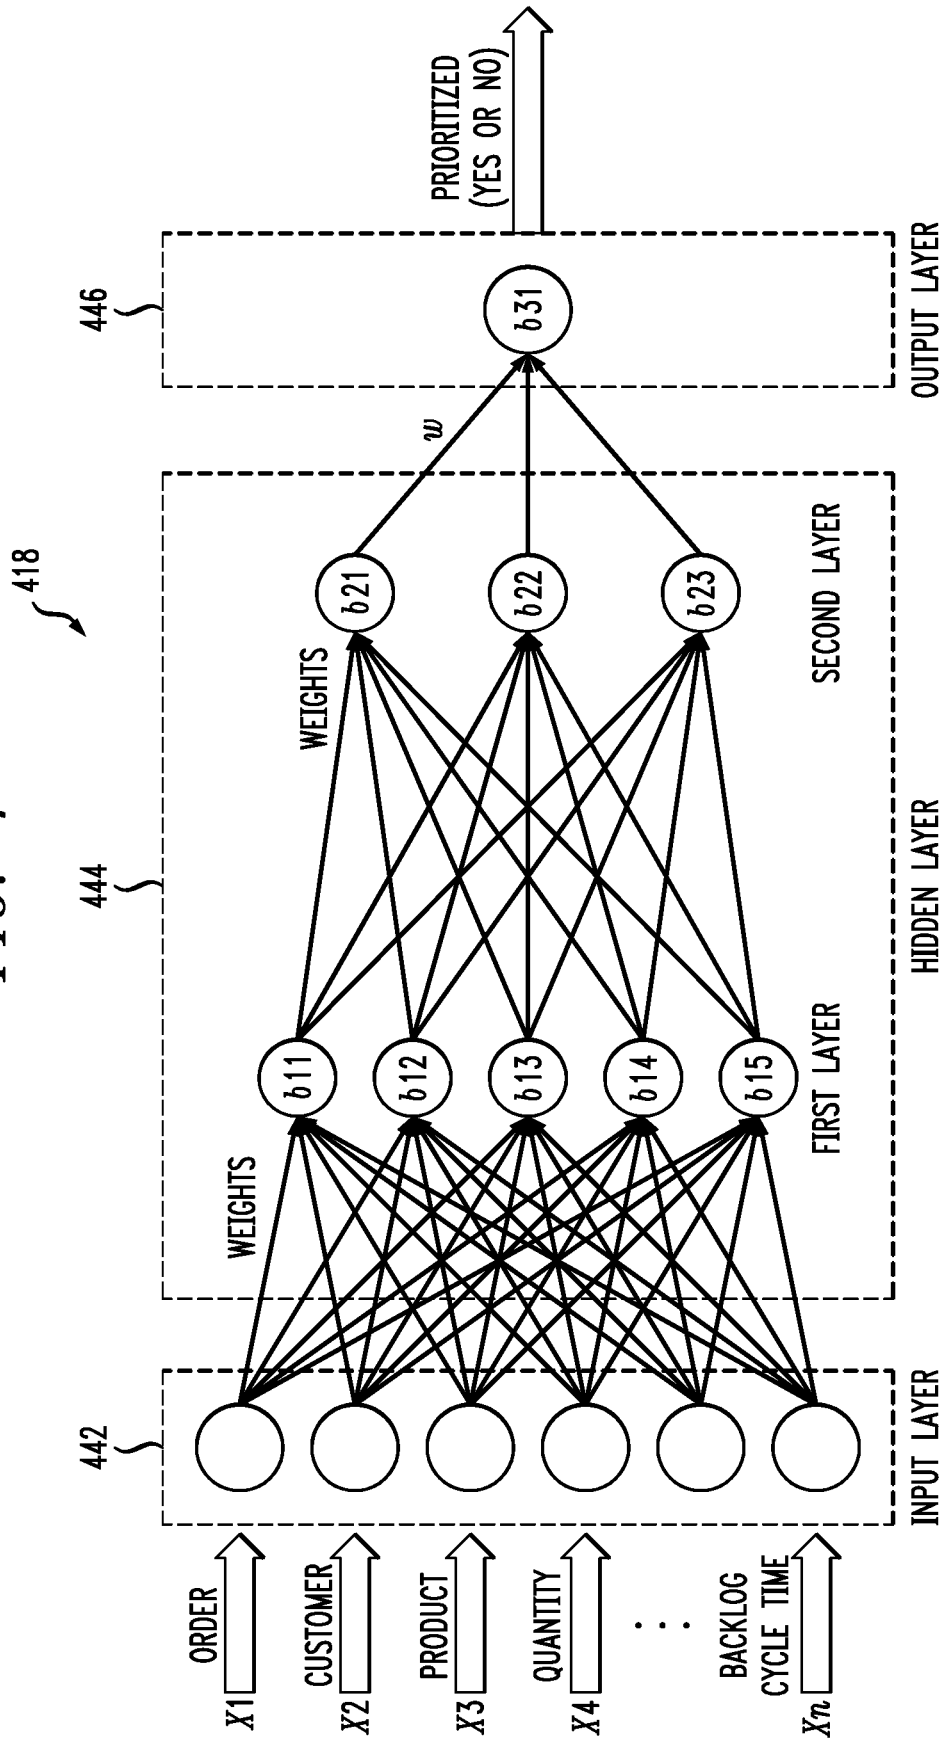 418
442
444
446
X1
ORDER
X2
CUSTOMER
X3
PRODUCT
X4
QUANTITY
. . .
Xn
BACKLOG
CYCLE TIME
WEIGHTS
b11
b12
b13
b14
b15
FIRST LAYER
WEIGHTS
b21
b22
b23
SECOND LAYER
w
b31
PRIORITIZED
(YES OR NO)
INPUT LAYER
HIDDEN LAYER
OUTPUT LAYER